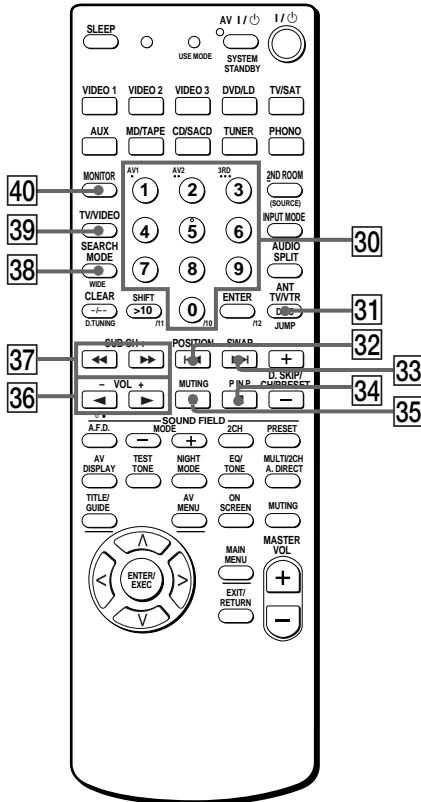 SLEEP
AV I / ⏻
I / ⏻
USE MODE
SYSTEM
STANDBY
VIDEO 1 VIDEO 2 VIDEO 3 DVD/LD TV/SAT
AUX MD/TAPE CD/SACD TUNER PHONO
40
MONITOR
AV1 AV2 3RD
1 2 3
2ND ROOM
(SOURCE)
39
TV/VIDEO
4 5 6
INPUT MODE
30
38
SEARCH
MODE
WIDE
7 8 9
AUDIO
SPLIT
CLEAR
-/--
D.TUNING
SHIFT
>10
/11
0
/10
ENTER
/12
ANT
TV/VTR
JUMP
31
37
POSITION
SWAP
+
32
33
36
– VOL +
MUTING
P IN P
D. SKIP/
CH/PRESET
–
34
35
SOUND FIELD
A.F.D. – MODE + 2CH PRESET
AV
DISPLAY
TEST
TONE
NIGHT
MODE
EQ/
TONE
MULTI/2CH
A. DIRECT
TITLE/
GUIDE
AV
MENU
ON
SCREEN
MUTING
ENTER/
EXEC
MAIN
MENU
EXIT/
RETURN
MASTER
VOL
+
–